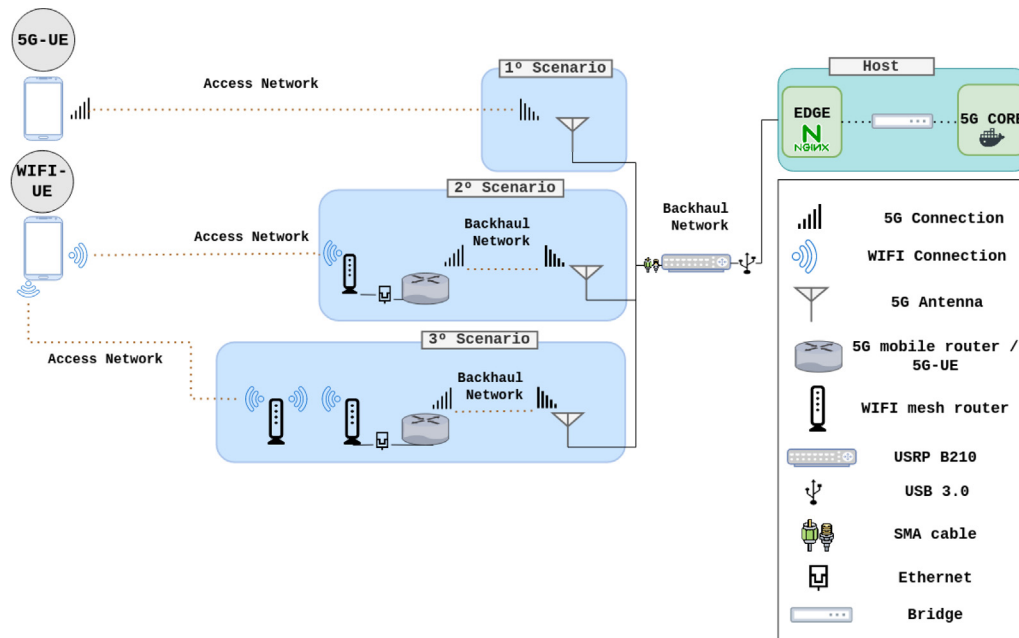 5G-UE
Access Network
1º Scenario
Host
EDGE
NGINX
5G CORE
WIFI-
UE
Access Network
2º Scenario
Backhaul
Network
Backhaul
Network
Access Network
3º Scenario
Backhaul
Network
5G Connection
WIFI Connection
5G Antenna
5G mobile router /
5G-UE
WIFI mesh router
USRP B210
USB 3.0
SMA cable
Ethernet
Bridge